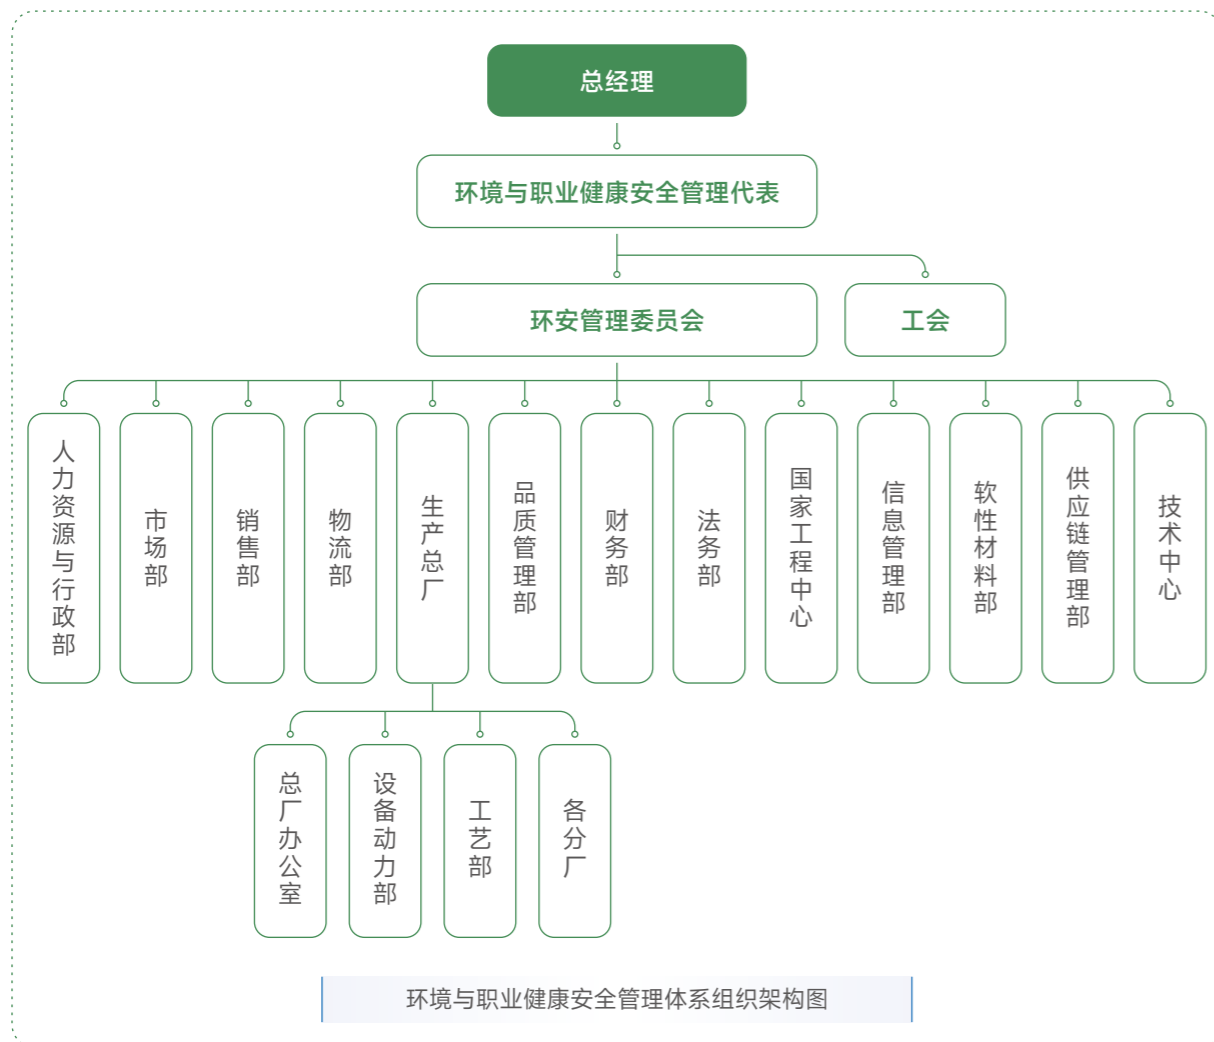 总经理
环境与职业健康安全管理代表
环安管理委员会
工会
人力资源与行政部
市场部
销售部
物流部
生产总厂
品质管理部
财务部
法务部
国家工程中心
信息管理部
软性材料部
供应链管理部
技术中心
总厂办公室
设备动力部
工艺部
各分厂
环境与职业健康安全管理体系组织架构图